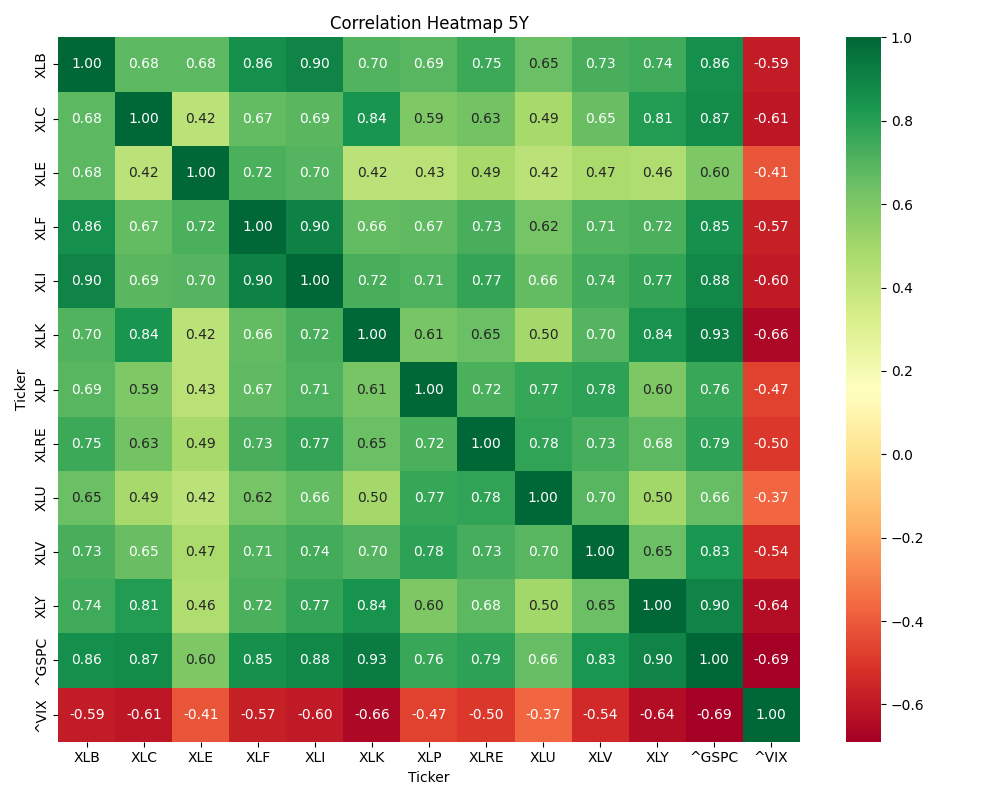 Correlation Heatmap 5Y
XLB 1.00 0.68 0.68 0.86 0.90 0.70 0.69 0.75 0.65 0.73 0.74 0.86 -0.59
XLC 0.68 1.00 0.42 0.67 0.69 0.84 0.59 0.63 0.49 0.65 0.81 0.87 -0.61
XLE 0.68 0.42 1.00 0.72 0.70 0.42 0.43 0.49 0.42 0.47 0.46 0.60 -0.41
XLF 0.86 0.67 0.72 1.00 0.90 0.66 0.67 0.73 0.62 0.71 0.72 0.85 -0.57
XLI 0.90 0.69 0.70 0.90 1.00 0.72 0.71 0.77 0.66 0.74 0.77 0.88 -0.60
XLK 0.70 0.84 0.42 0.66 0.72 1.00 0.61 0.65 0.50 0.70 0.84 0.93 -0.66
XLP 0.69 0.59 0.43 0.67 0.71 0.61 1.00 0.72 0.77 0.78 0.60 0.76 -0.47
XLRE 0.75 0.63 0.49 0.73 0.77 0.65 0.72 1.00 0.78 0.73 0.68 0.79 -0.50
XLU 0.65 0.49 0.42 0.62 0.66 0.50 0.77 0.78 1.00 0.70 0.50 0.66 -0.37
XLV 0.73 0.65 0.47 0.71 0.74 0.70 0.78 0.73 0.70 1.00 0.65 0.83 -0.54
XLY 0.74 0.81 0.46 0.72 0.77 0.84 0.60 0.68 0.50 0.65 1.00 0.90 -0.64
^GSPC 0.86 0.87 0.60 0.85 0.88 0.93 0.76 0.79 0.66 0.83 0.90 1.00 -0.69
^VIX -0.59 -0.61 -0.41 -0.57 -0.60 -0.66 -0.47 -0.50 -0.37 -0.54 -0.64 -0.69 1.00
XLB XLC XLE XLF XLI XLK XLP XLRE XLU XLV XLY ^GSPC ^VIX
Ticker
Ticker
1.0
0.8
0.6
0.4
0.2
0.0
−0.2
−0.4
−0.6